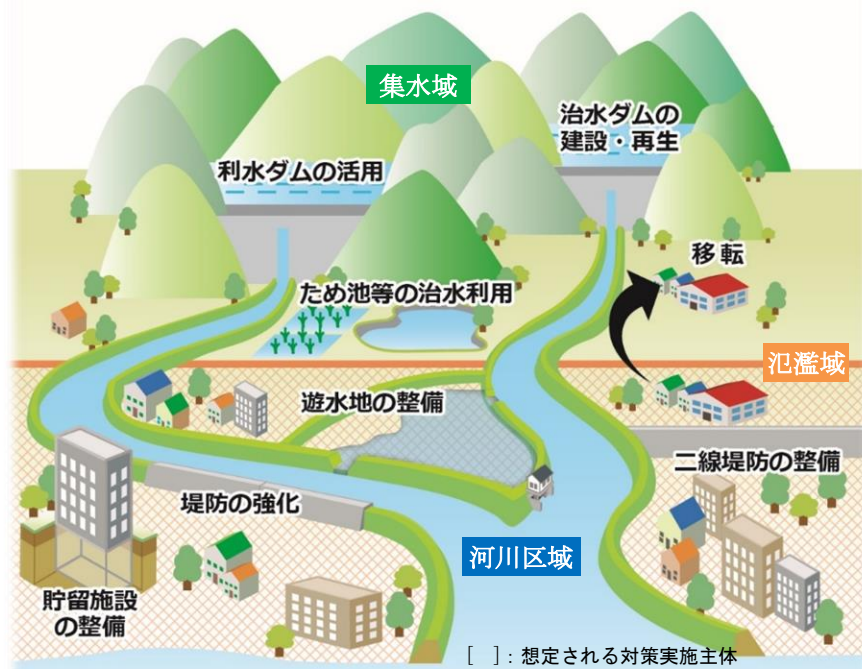 集水域
治水ダムの
建設・再生
利水ダムの活用
移転
ため池等の治水利用
氾濫域
遊水地の整備
二線堤防の整備
堤防の強化
河川区域
貯留施設
の整備
[　]：想定される対策実施主体